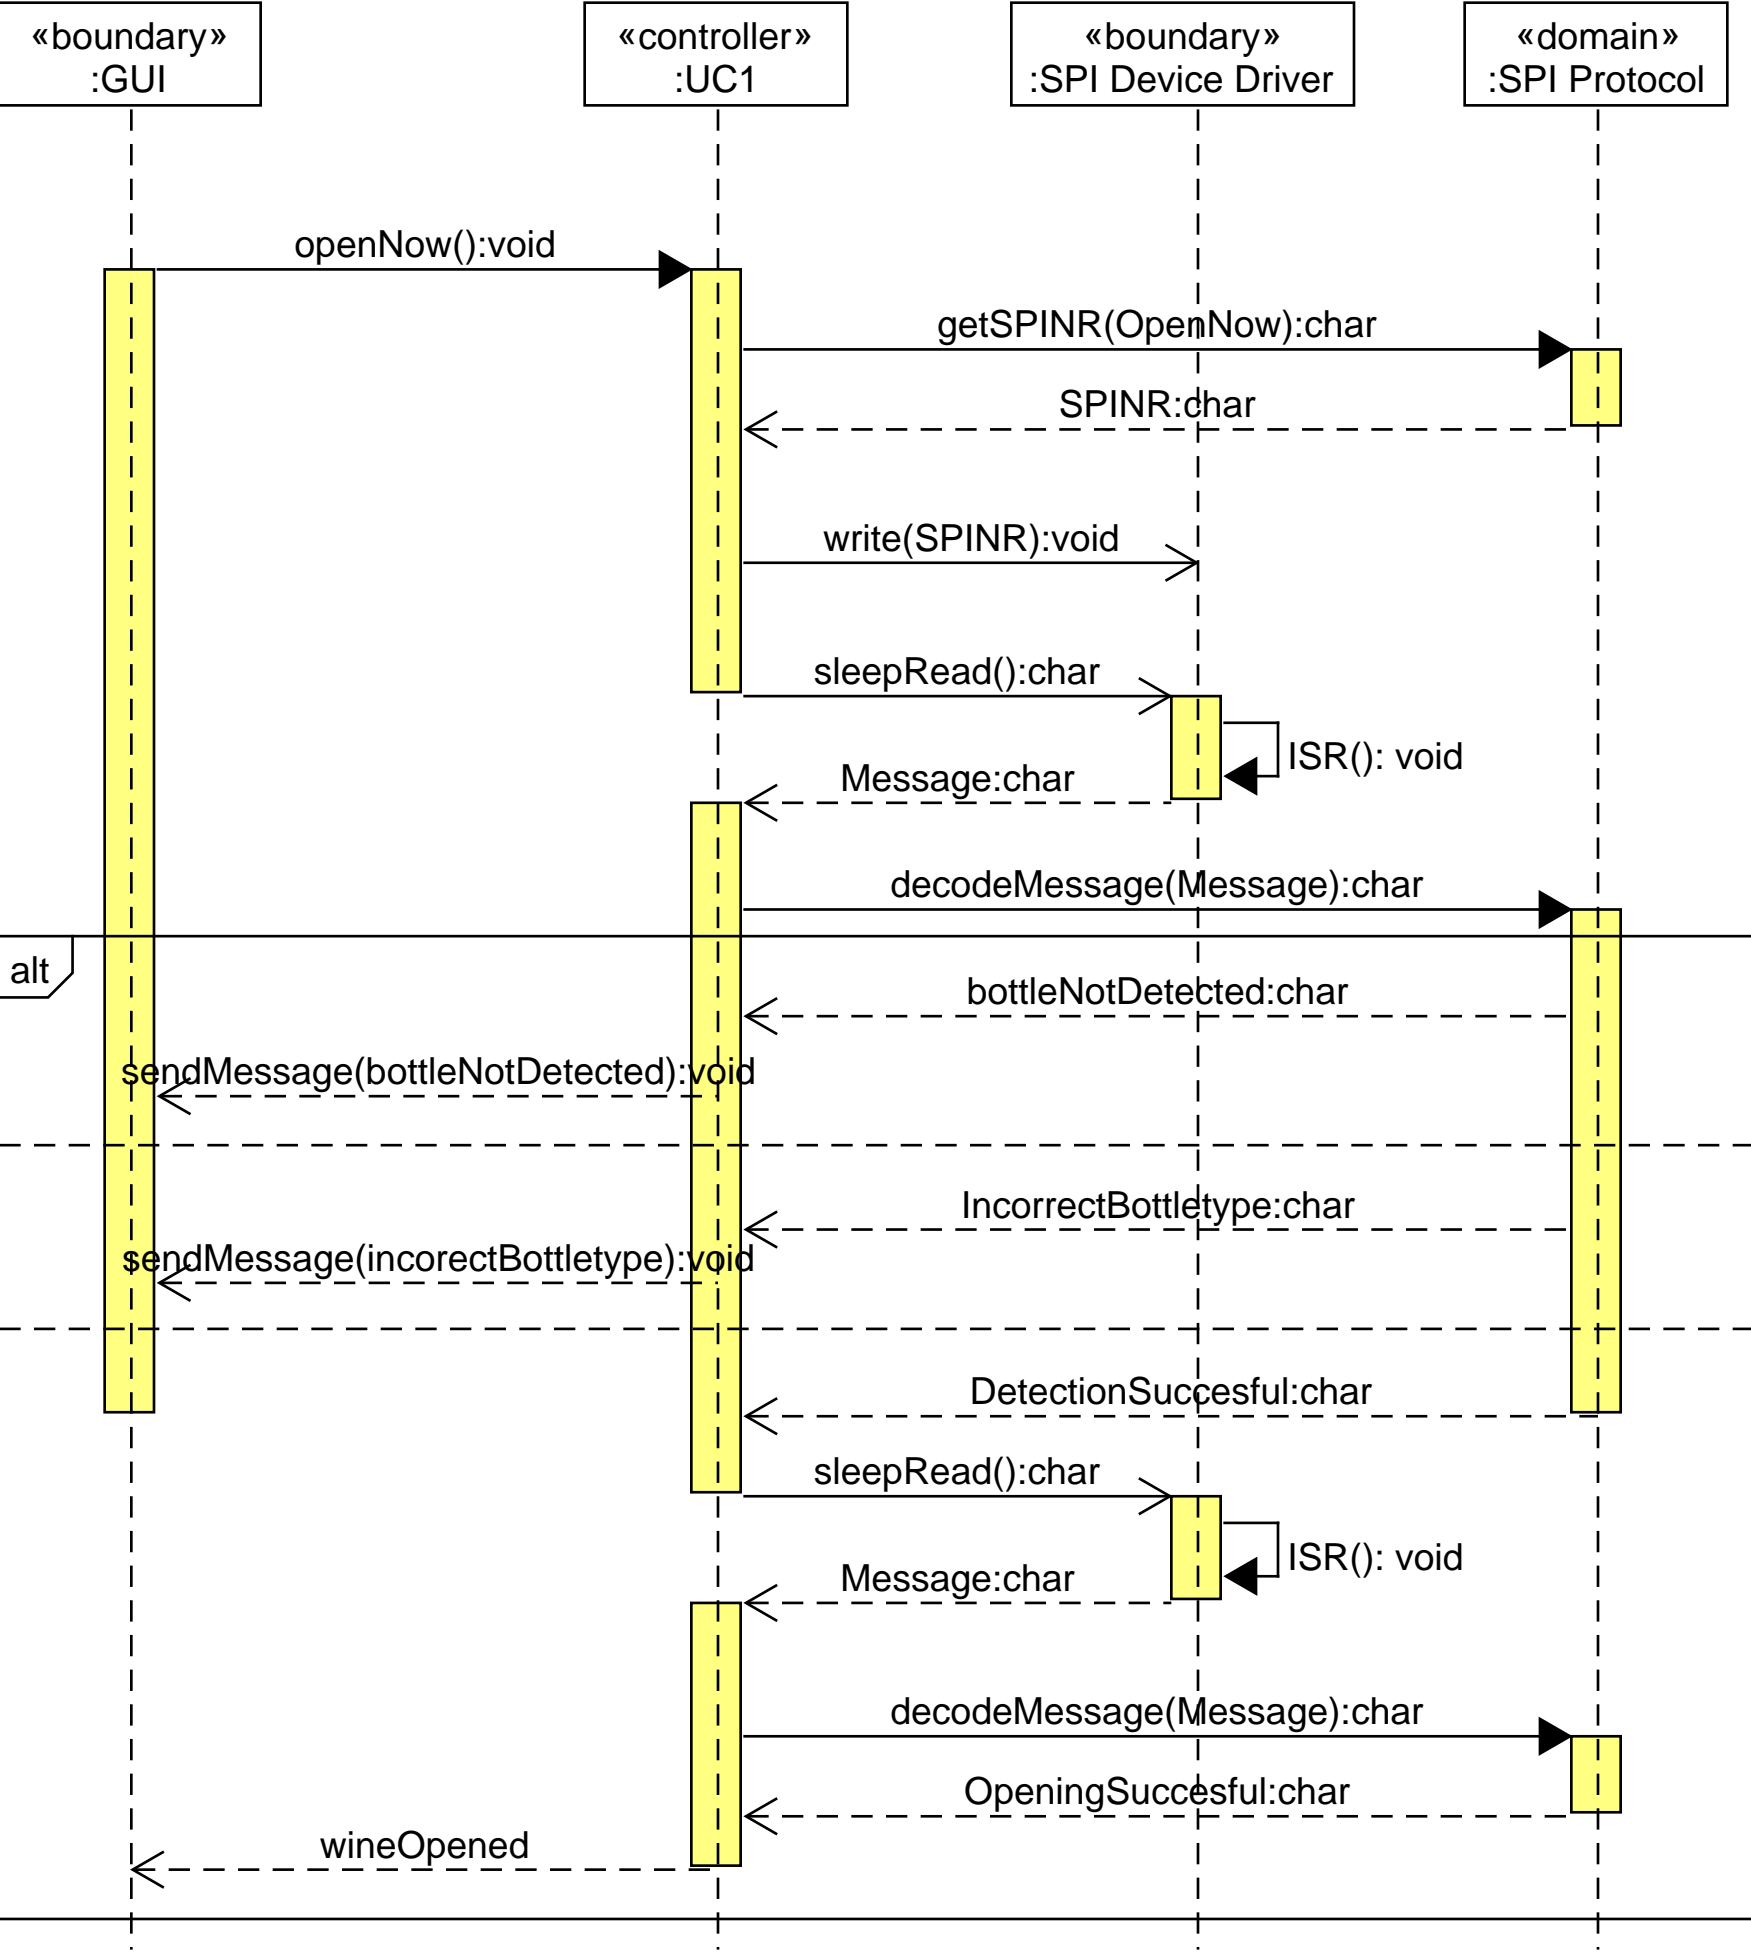 «boundary»
:GUI
«controller»
:UC1
«boundary»
:SPI Device Driver
«domain»
:SPI Protocol
openNow():void
getSPINR(OpenNow):char
SPINR:char
write(SPINR):void
sleepRead():char
ISR(): void
Message:char
decodeMessage(Message):char
alt
bottleNotDetected:char
sendMessage(bottleNotDetected):void
IncorrectBottletype:char
sendMessage(incorectBottletype):void
DetectionSuccesful:char
sleepRead():char
ISR(): void
Message:char
decodeMessage(Message):char
OpeningSuccesful:char
wineOpened